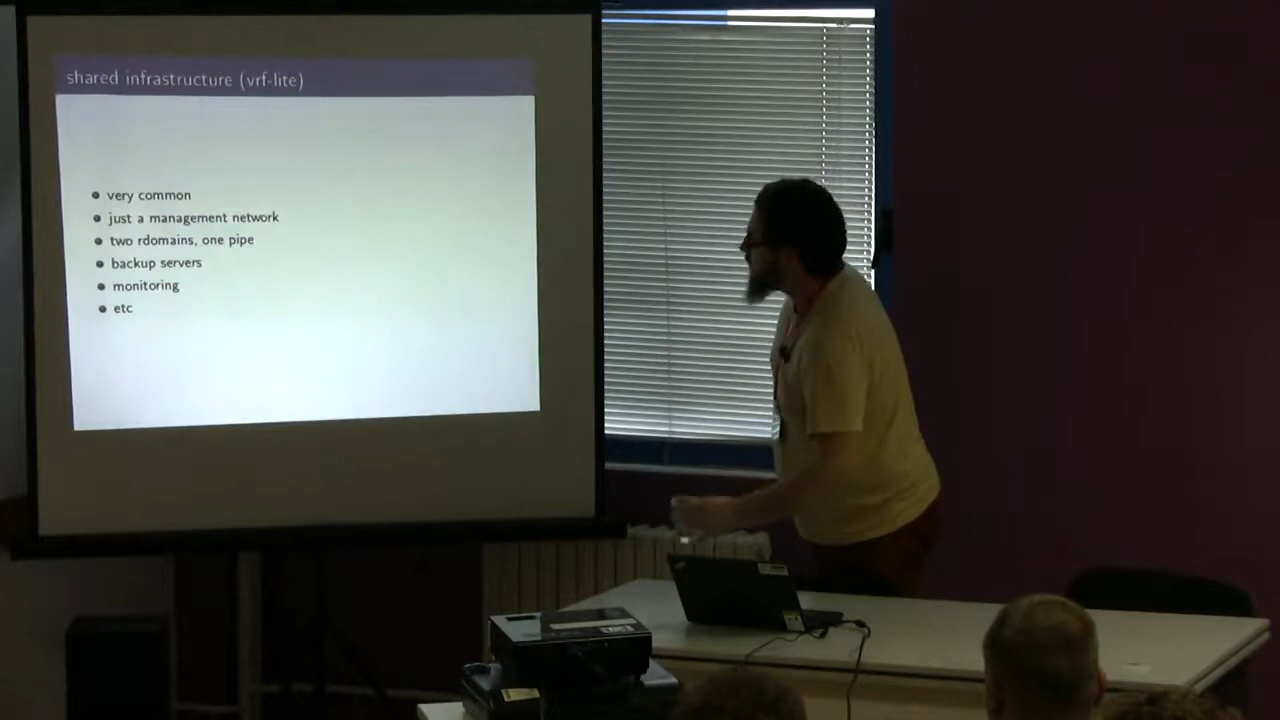 shared infrastructure (vrf-lite)
very common
just a management network
two rdomains, one pipe
backup servers
monitoring
etc